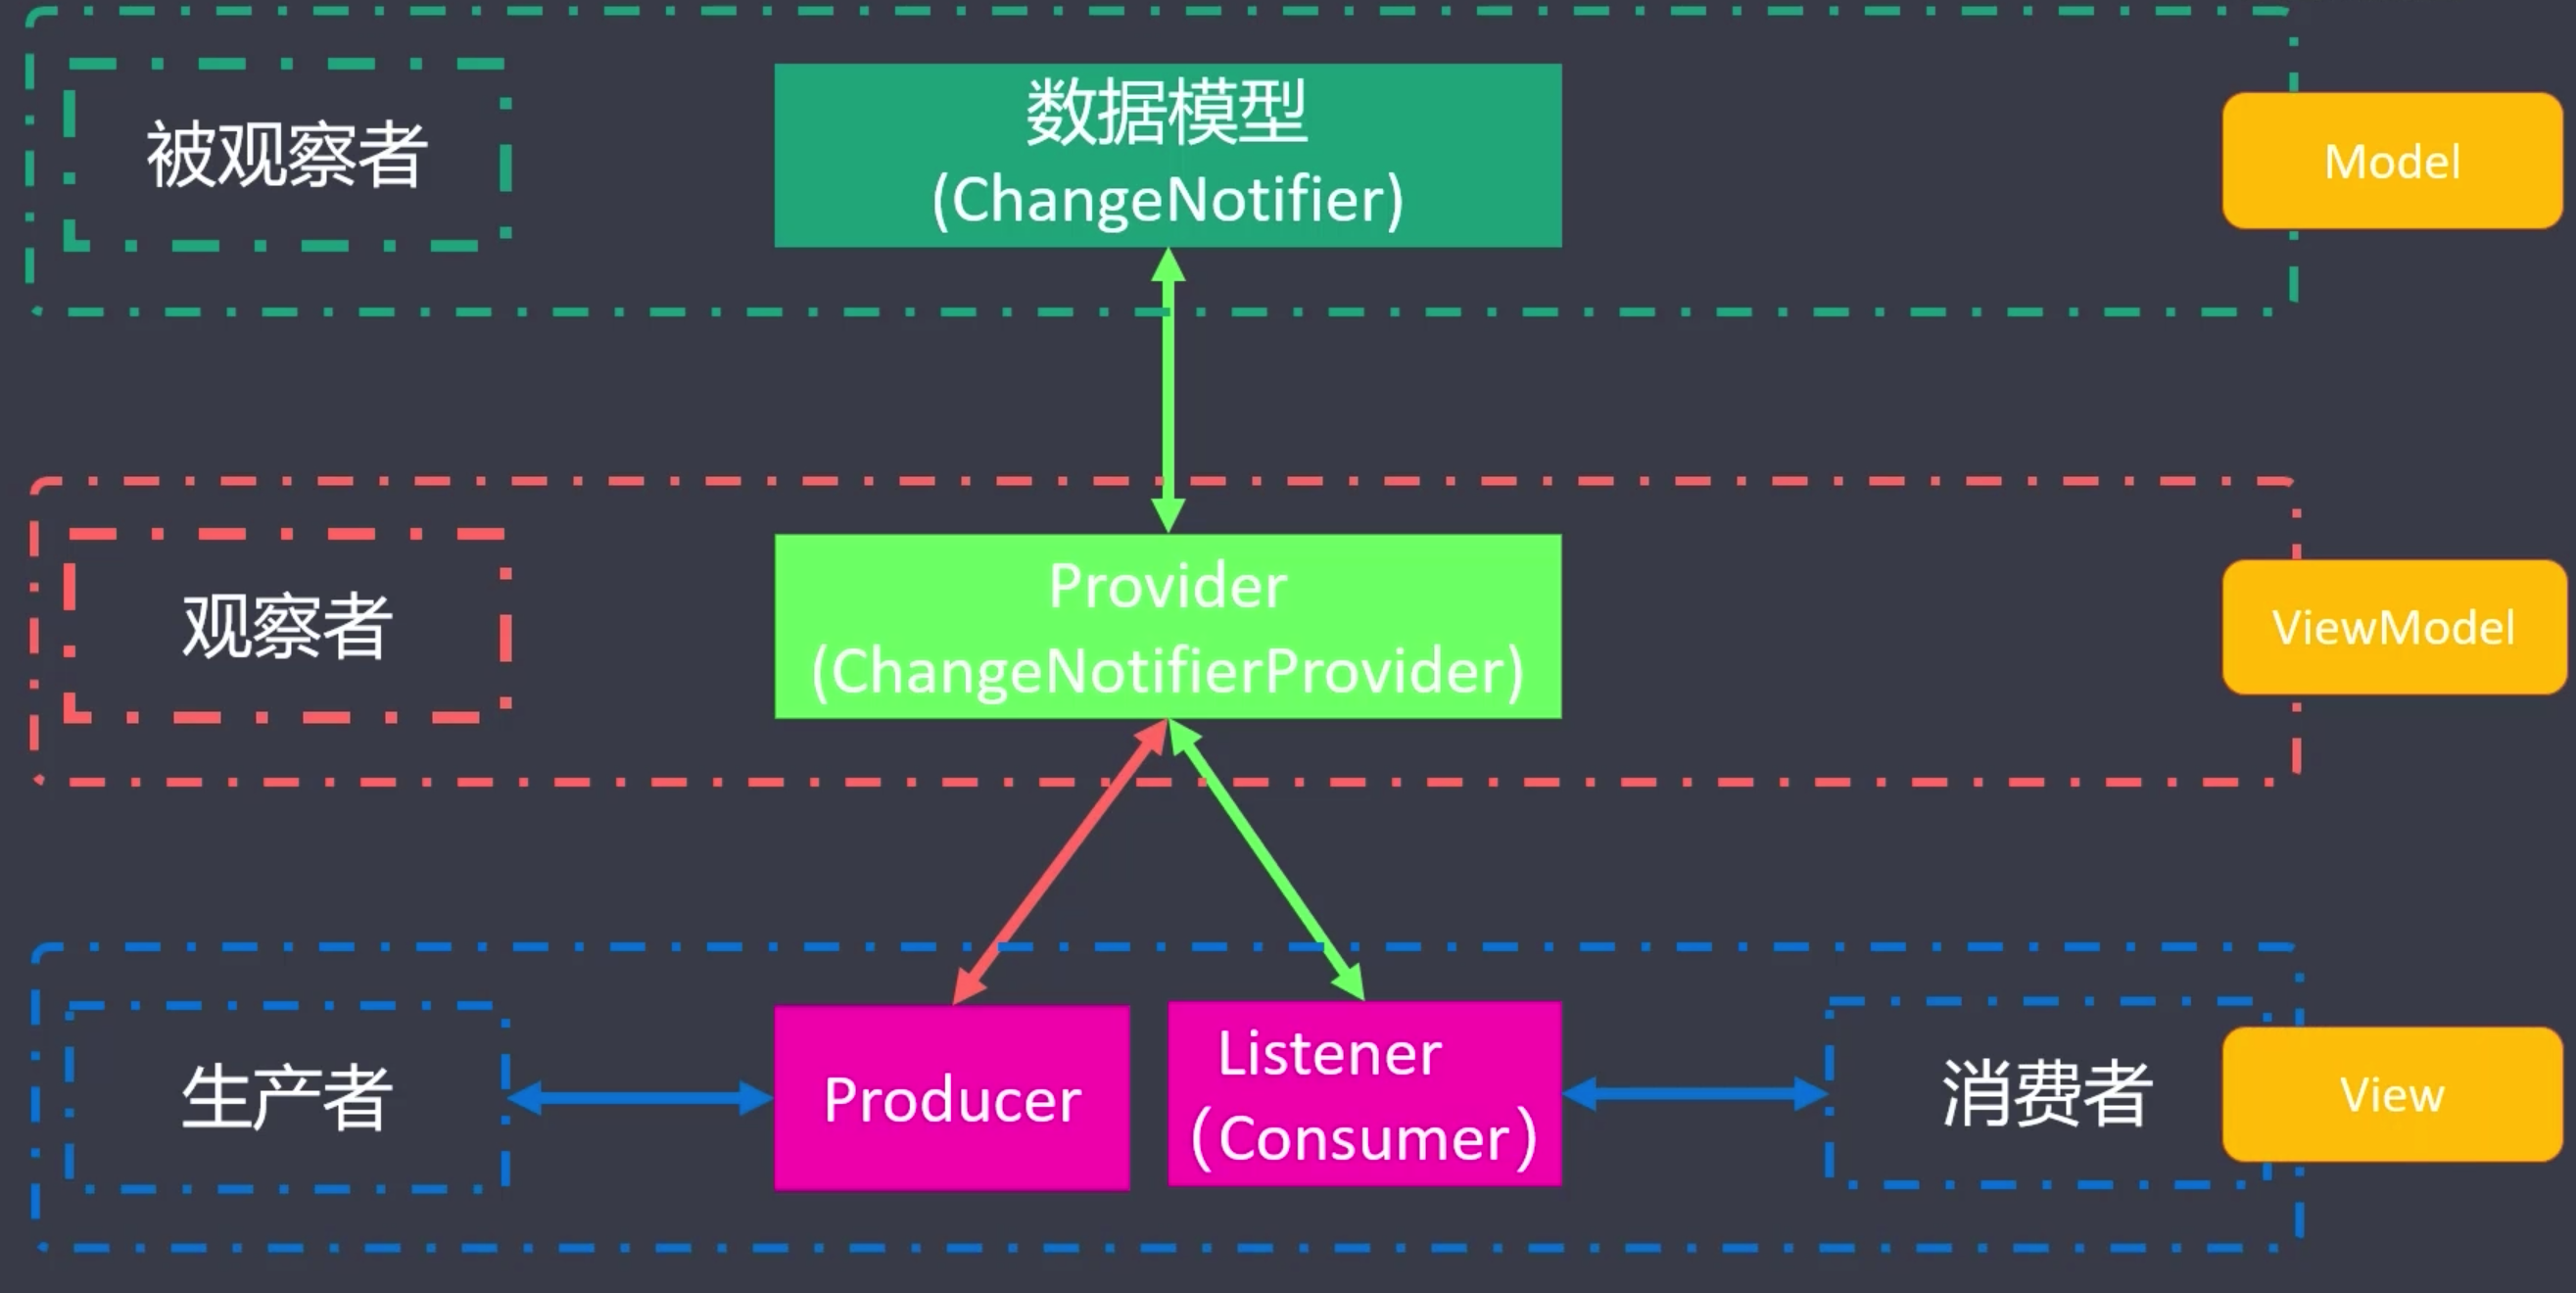 被观察者
数据模型
(ChangeNotifier)
Model
观察者
Provider
(ChangeNotifierProvider)
ViewModel
生产者
Producer
Listener
(Consumer)
消费者
View